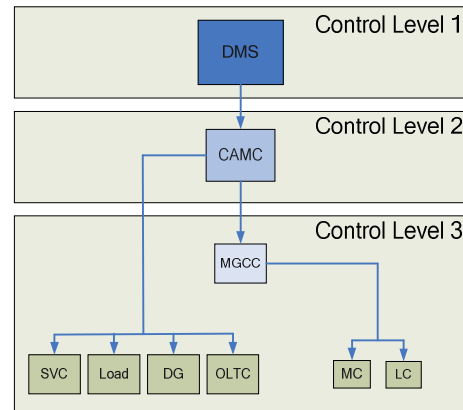 Control Level 1
DMS
Control Level 2
CAMC
Control Level 3
MGCC
SVC
Load
DG
OLTC
MC
LC